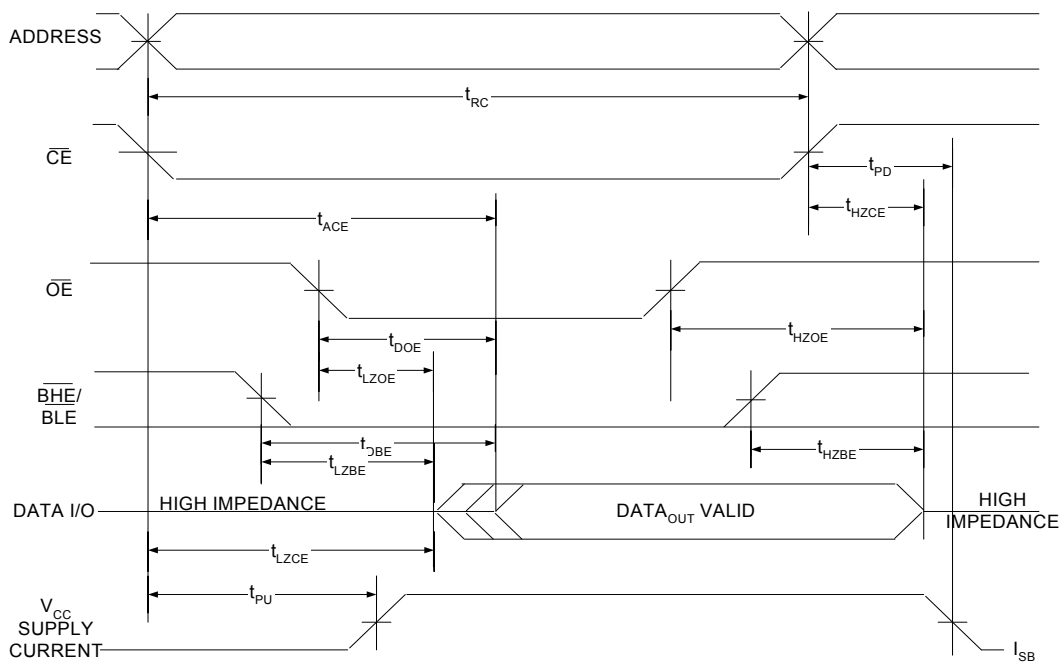 ADDRESS
tRC
CE
tPD
tHZCE
tACE
OE
tDOE
tHZOE
tLZOE
BHE/
BLE
tDBE
tHZBE
tLZBE
DATA I/O
HIGH IMPEDANCE
DATAOUT VALID
HIGH
IMPEDANCE
tLZCE
tPU
VCC
SUPPLY
CURRENT
ISB